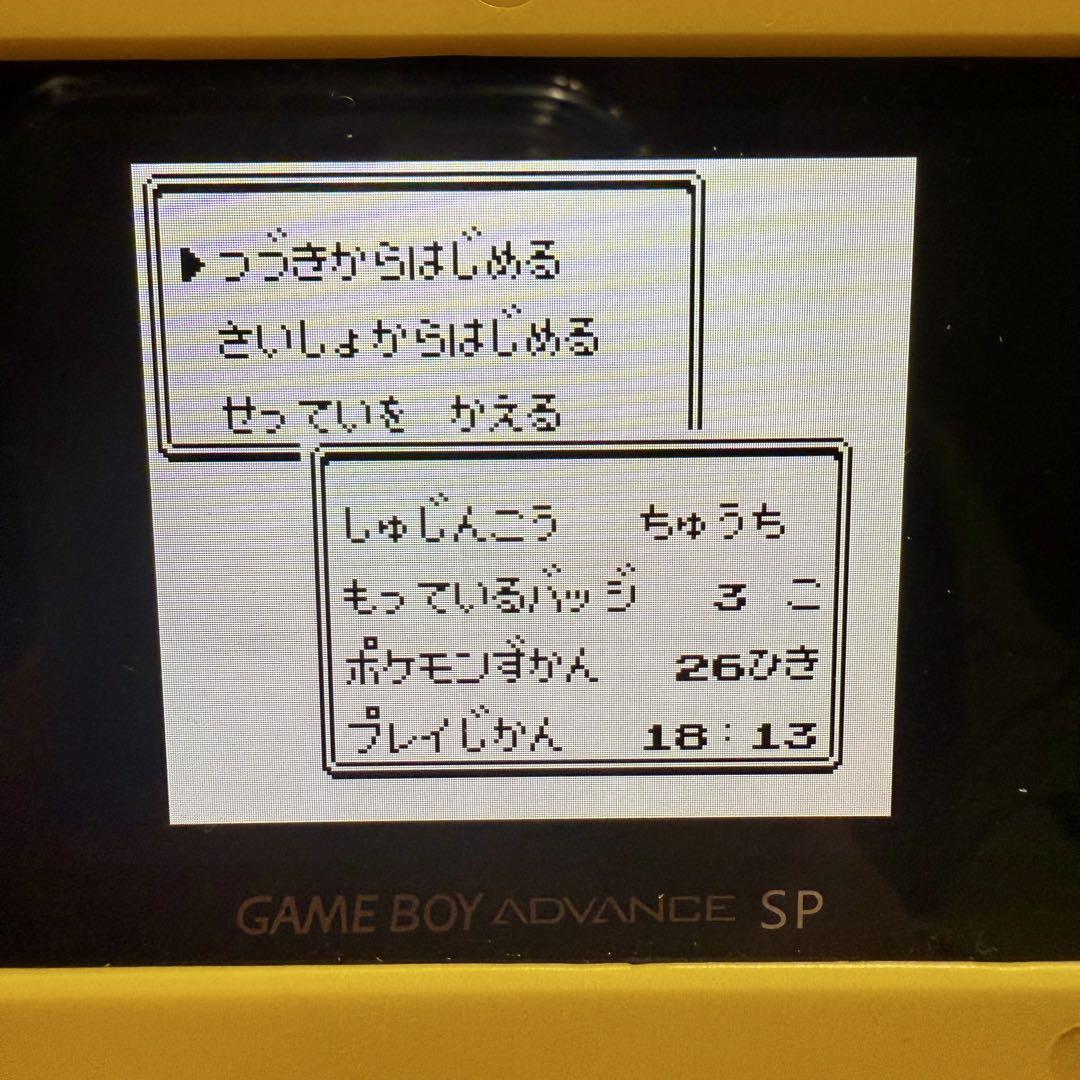 ▶つづきからはじめる
さいしょからはじめる
せっていを かえる
しゅじんこう ちゅうち
もっているバッジ 3 こ
ポケモンずかん 26ひき
プレイじかん 18:13
GAME BOY ADVANCE SP